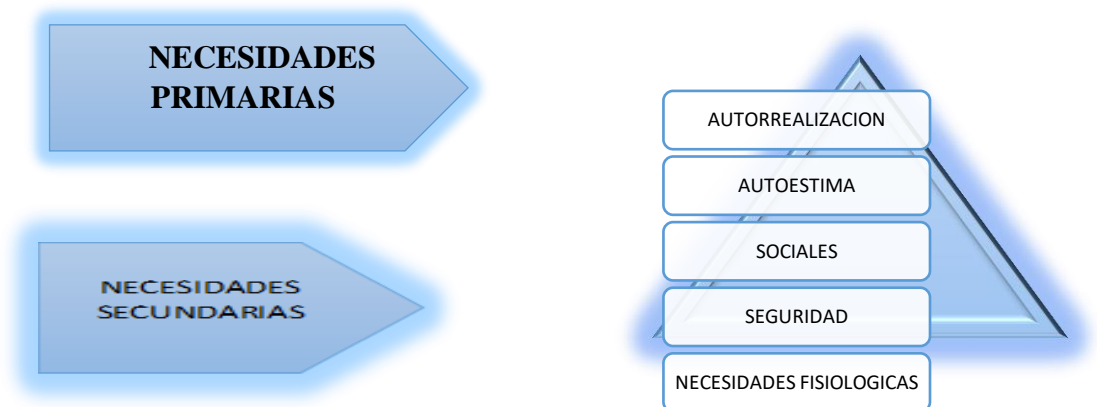 NECESIDADES
PRIMARIAS
NECESIDADES
SECUNDARIAS
AUTORREALIZACION
AUTOESTIMA
SOCIALES
SEGURIDAD
NECESIDADES FISIOLOGICAS